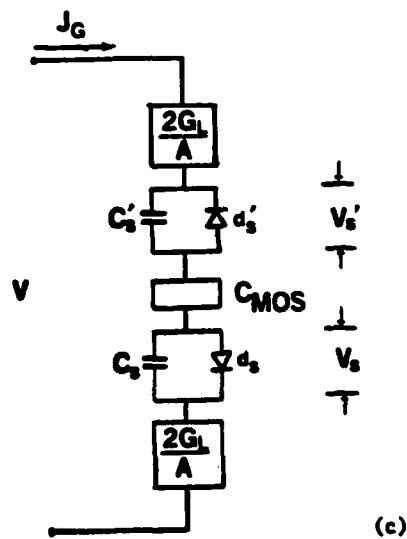 J_G
2G_L
A
C_s'
d_s'
V_s'
V
C_MOS
C_s
d_s
V_s
2G_L
A
(c)